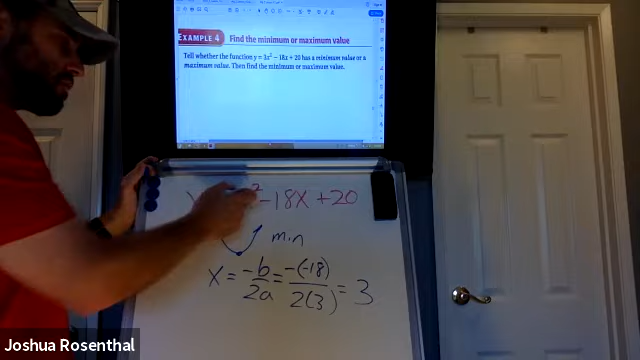 EXAMPLE 4 Find the minimum or maximum value
Tell whether the function y = 3x² − 18x + 20 has a minimum value or a
maximum value. Then find the minimum or maximum value.
² - 18x + 20
min
x = -b/2a = -(-18)/2(3) = 3
Joshua Rosenthal